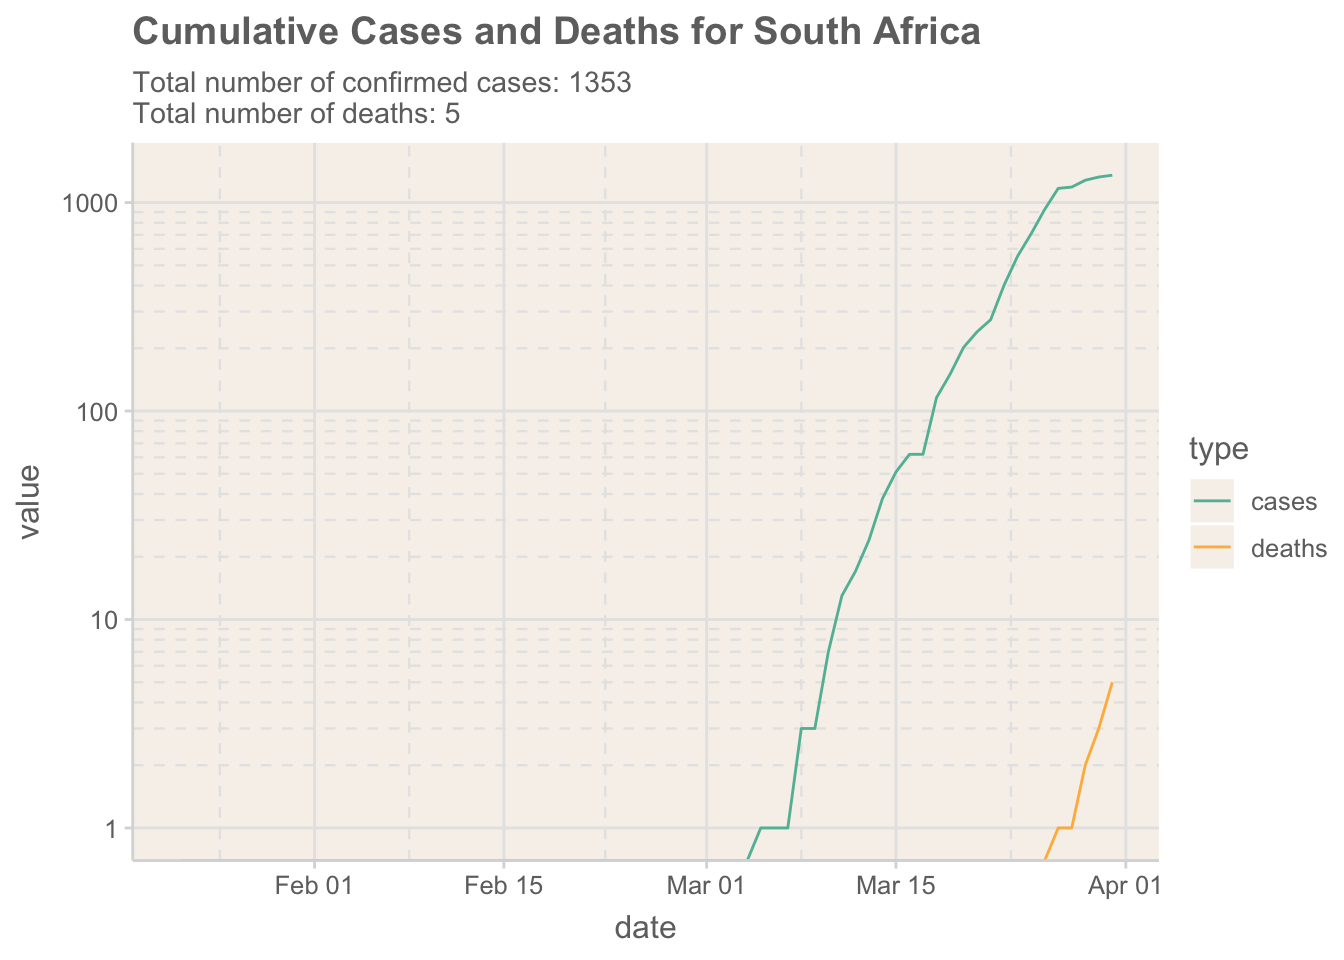 Cumulative Cases and Deaths for South Africa
Total number of confirmed cases: 1353
Total number of deaths: 5
1000
100
10
1
value
Feb 01
Feb 15
Mar 01
Mar 15
Apr 01
date
type
cases
deaths